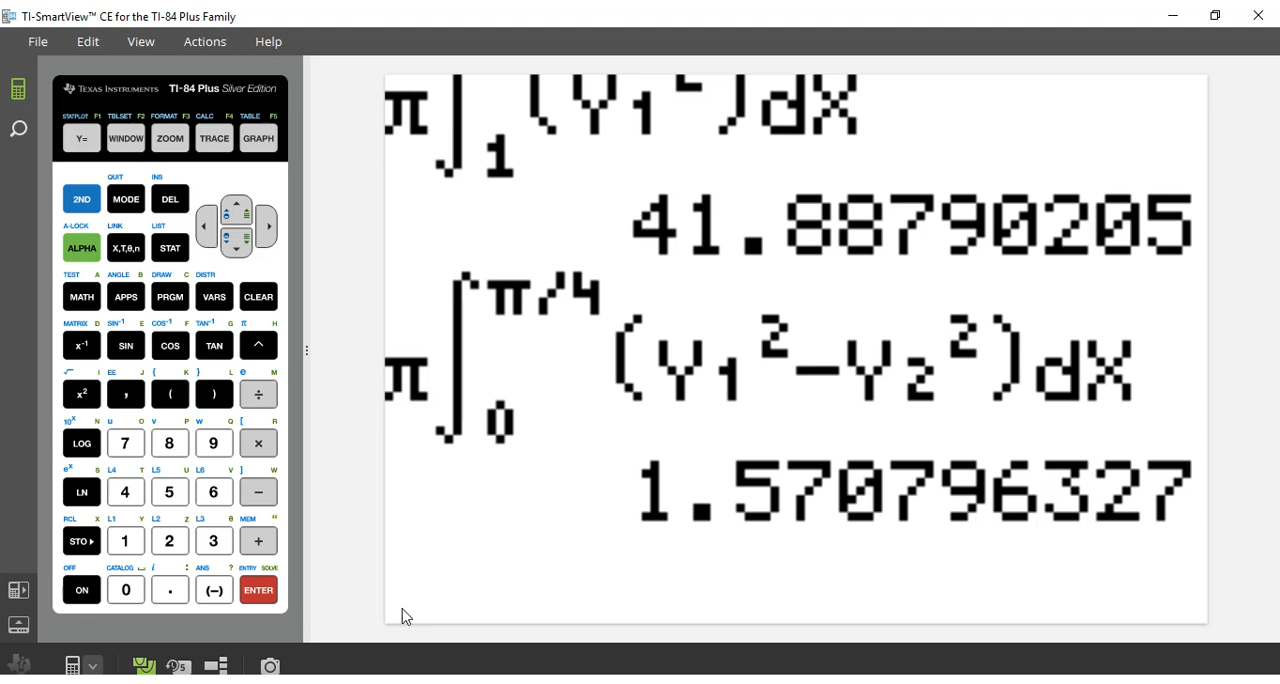 TI-SmartView™ CE for the TI-84 Plus Family
File Edit View Actions Help
TEXAS INSTRUMENTS TI-84 Plus Silver Edition
STATPLOT F1 TBLSET F2 FORMAT F3 CALC F4 TABLE F5
Y= WINDOW ZOOM TRACE GRAPH
QUIT INS
2ND MODE DEL
A-LOCK LINK LIST
ALPHA X,T,θ,n STAT
TEST A ANGLE B DRAW C DISTR
MATH APPS PRGM VARS CLEAR
MATRIX D SIN⁻¹ E COS⁻¹ F TAN⁻¹ G π H
x⁻¹ SIN COS TAN ^
√ I EE J { K } L e M
x² , ( ) ÷
10ˣ N u O v P w Q [ R
LOG 7 8 9 ×
eˣ S L4 T L5 U L6 V ] W
LN 4 5 6 −
RCL X L1 Y L2 Z L3 θ MEM "
STO▸ 1 2 3 +
OFF CATALOG ⎵ i : ANS ? ENTRY SOLVE
ON 0 . (−) ENTER
π∫₁ (Y₁²)dX
41.88790205
π∫₀^π/4 (Y₁²−Y₂²)dX
1.570796327